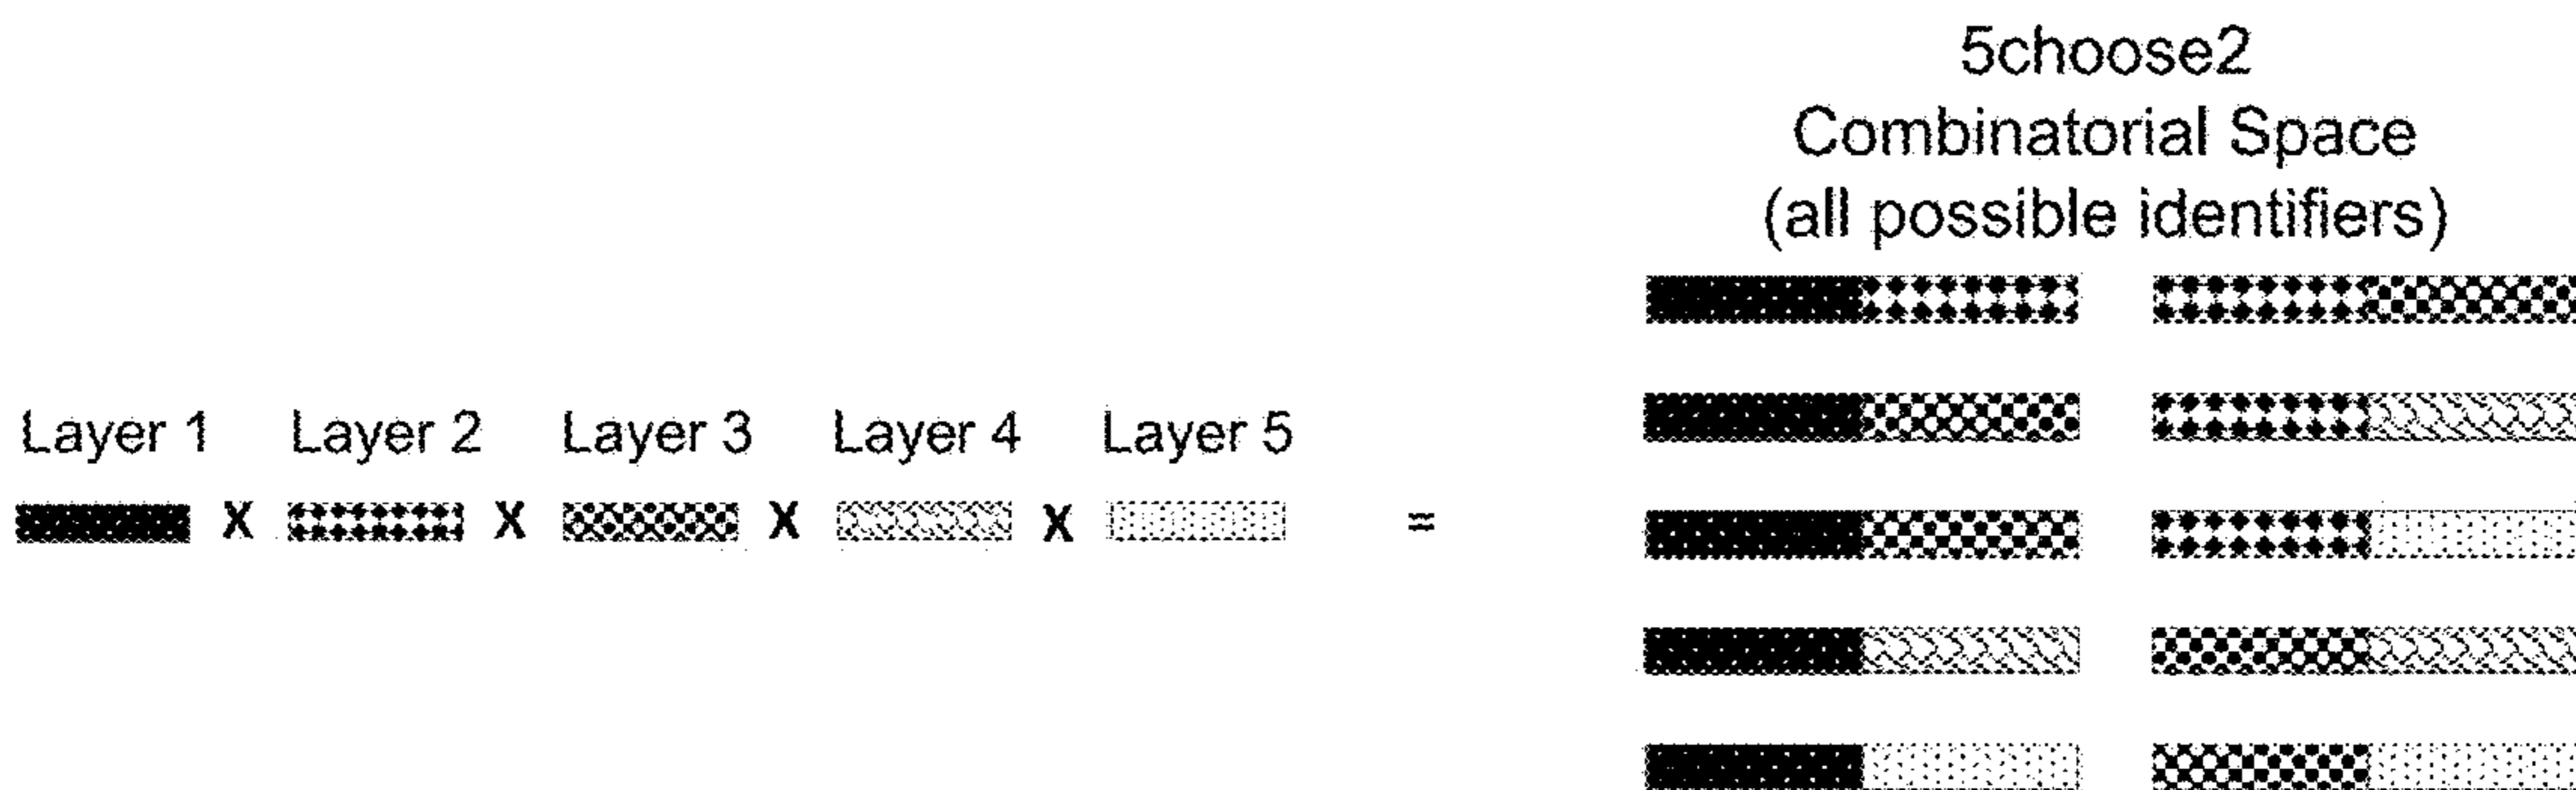 5choose2
Combinatorial Space
(all possible identifiers)
Layer 1 Layer 2 Layer 3 Layer 4 Layer 5
X X X X =